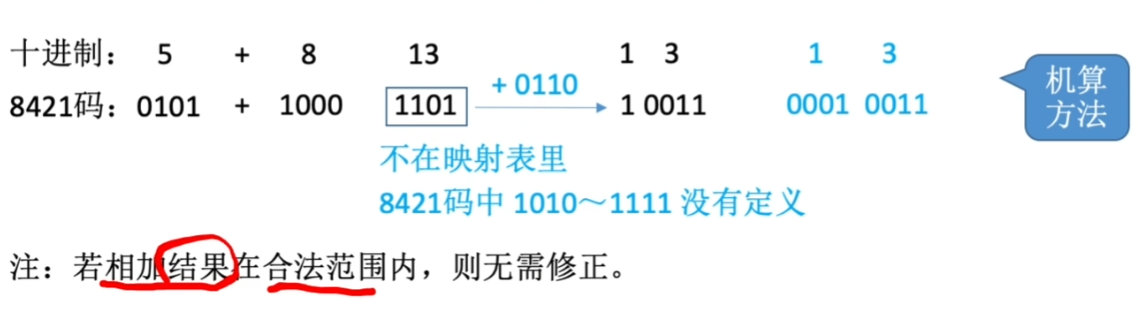 十进制: 5 + 8 13 1 3 1 3
+ 0110
8421码: 0101 + 1000 1101 1 0011 0001 0011
机算
方法
不在映射表里
8421码中 1010～1111 没有定义
注：若相加结果在合法范围内，则无需修正。